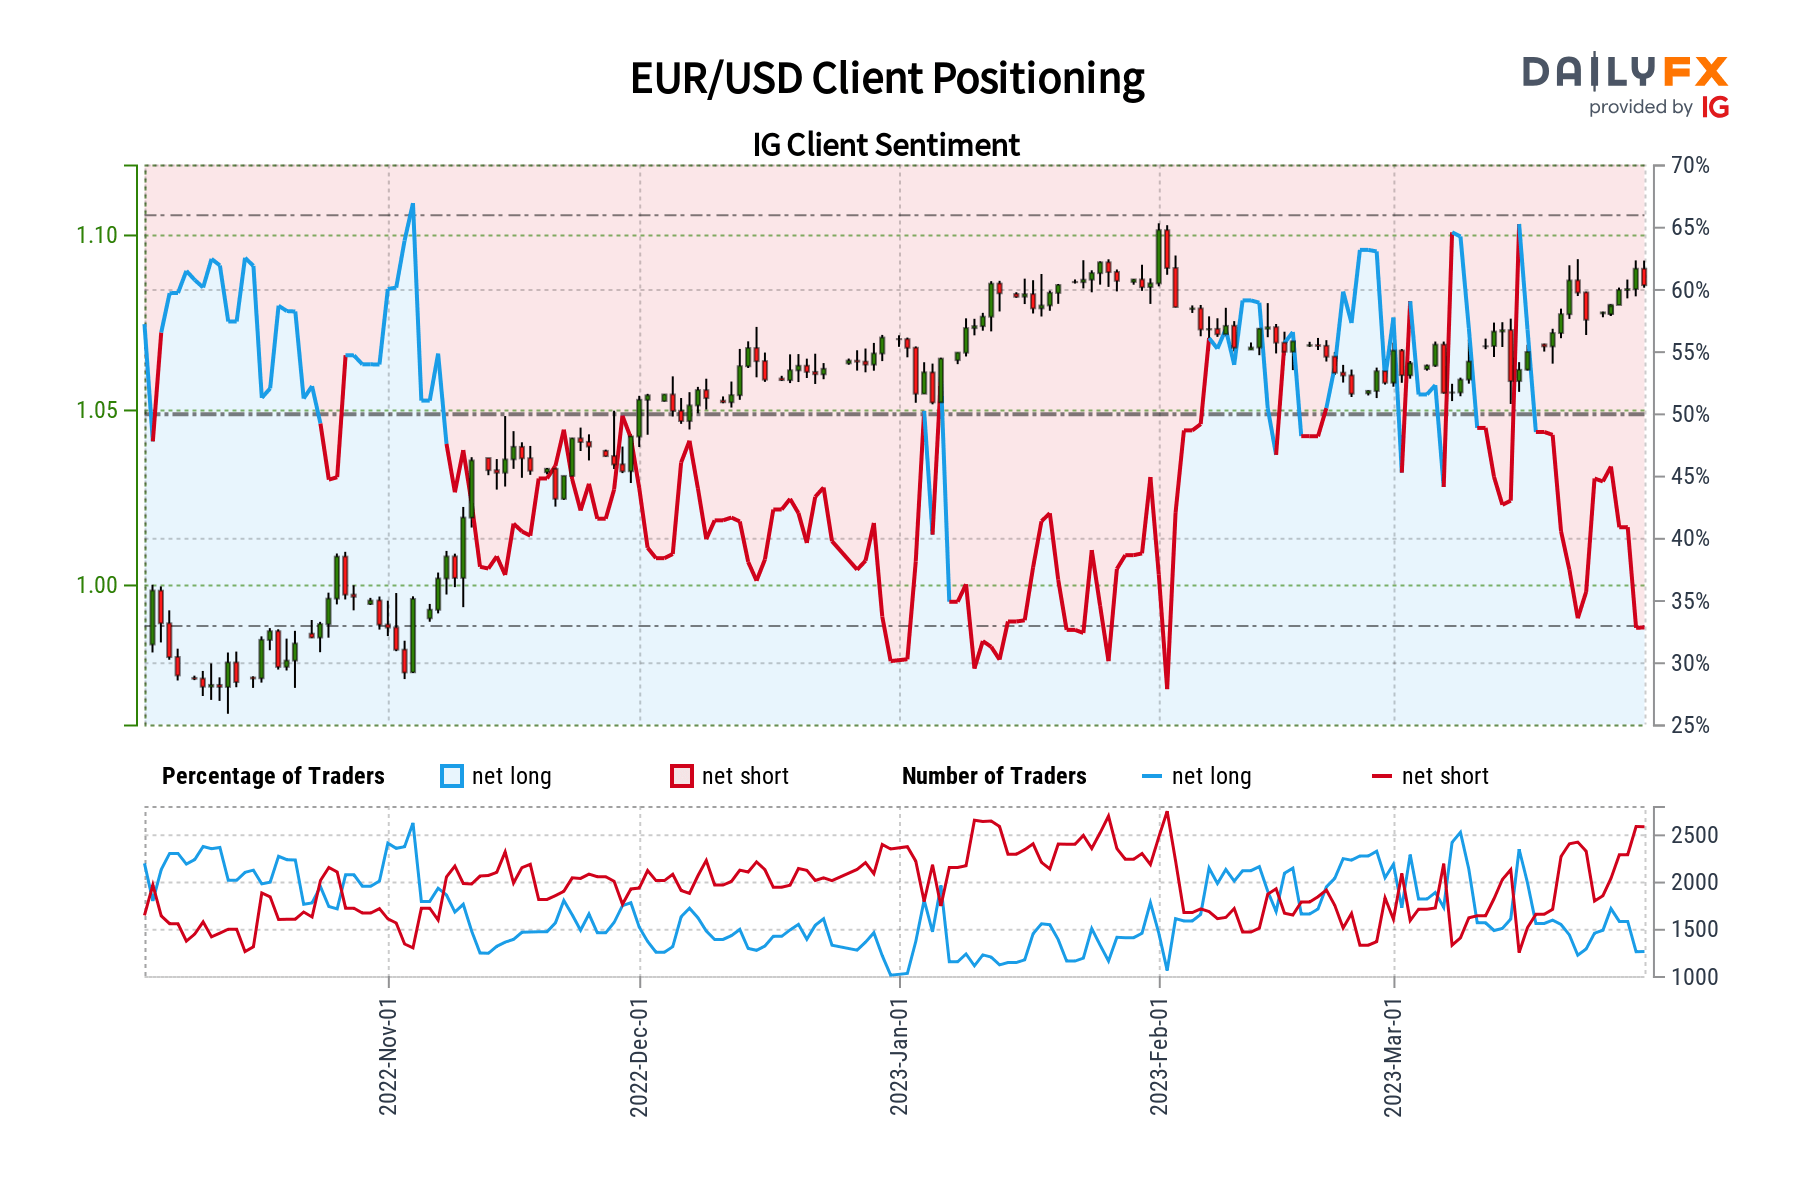 EUR/USD Client Positioning
DAILYFX
provided by IG
IG Client Sentiment
1.10
1.05
1.00
70%
65%
60%
55%
50%
45%
40%
35%
30%
25%
Percentage of Traders net long net short Number of Traders net long net short
2500
2000
1500
1000
2022-Nov-01
2022-Dec-01
2023-Jan-01
2023-Feb-01
2023-Mar-01